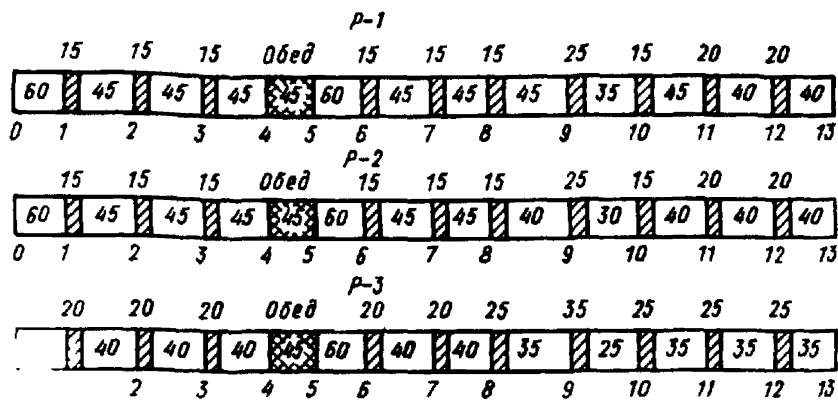 P-1
15 15 15 Обед 15 15 15 25 15 20 20
60 45 45 45 45 60 45 45 45 35 45 40 40
0 1 2 3 4 5 6 7 8 9 10 11 12 13
P-2
15 15 15 Обед 15 15 15 25 15 20 20
60 45 45 45 45 60 45 45 40 30 40 40 40
0 1 2 3 4 5 6 7 8 9 10 11 12 13
P-3
20 20 20 Обед 20 20 25 35 25 25 25
40 40 40 45 60 40 40 35 25 35 35 35
2 3 4 5 6 7 8 9 10 11 12 13